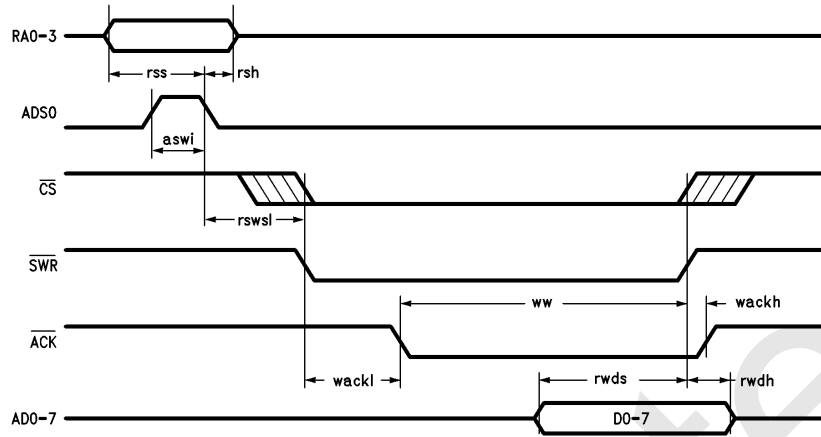 RA0-3
rss
rsh
ADS0
aswi
CS
rswsl
SWR
ww
wackh
ACK
wackl
rwds
rwdh
AD0-7
D0-7